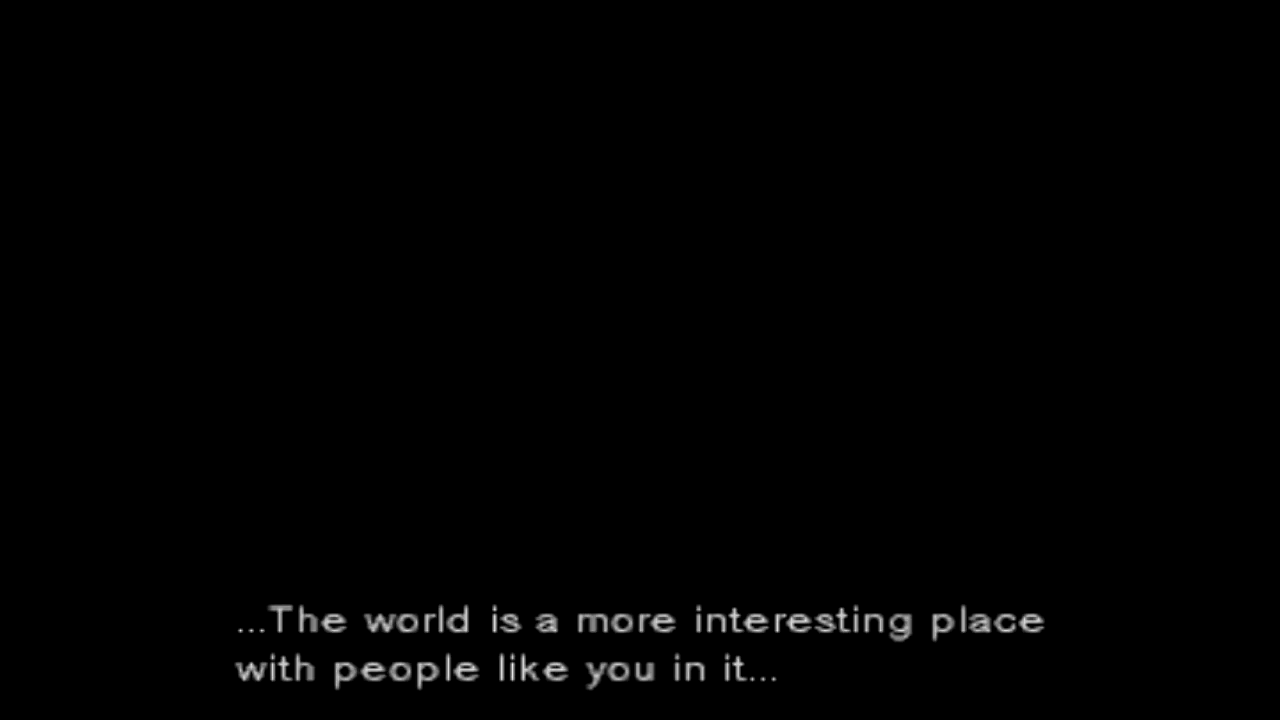 ...The world is a more interesting place
with people like you in it...